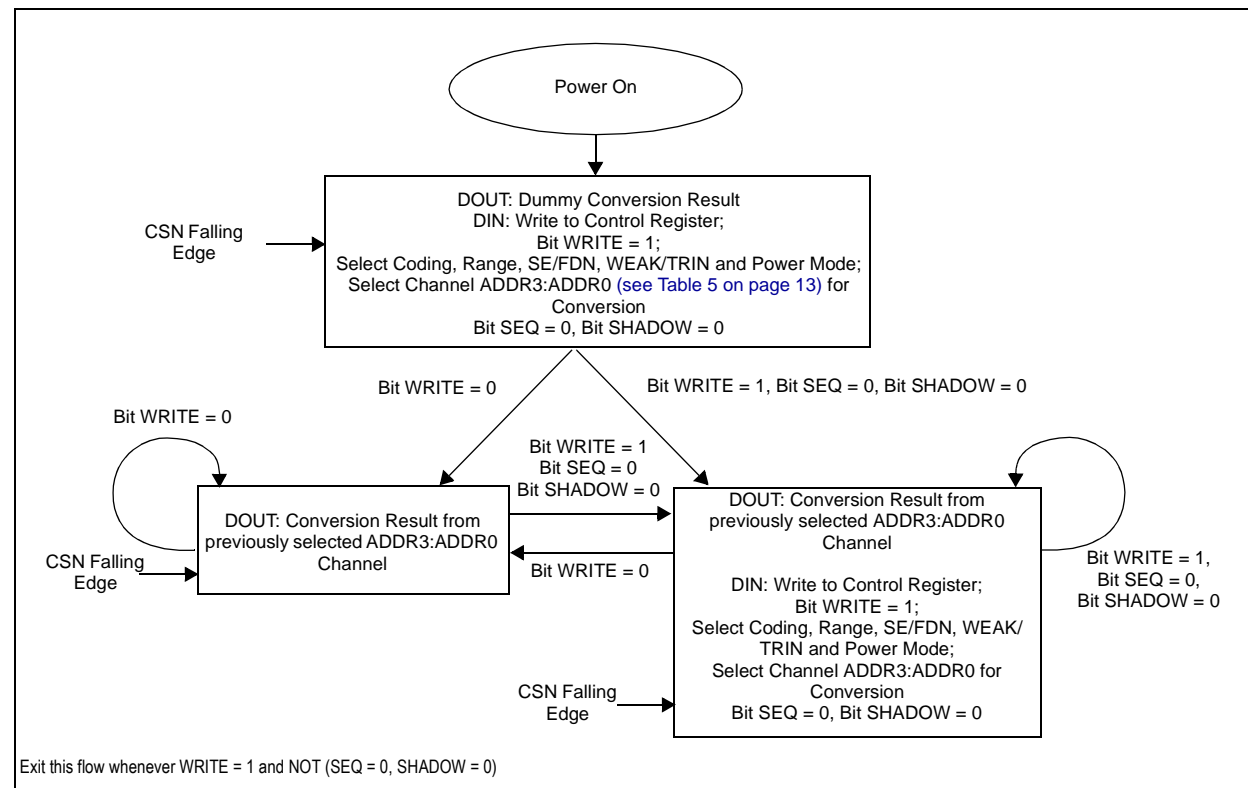 Power On
CSN Falling
Edge
DOUT: Dummy Conversion Result
DIN: Write to Control Register;
Bit WRITE = 1;
Select Coding, Range, SE/FDN, WEAK/TRIN and Power Mode;
Select Channel ADDR3:ADDR0 (see Table 5 on page 13) for
Conversion
Bit SEQ = 0, Bit SHADOW = 0
Bit WRITE = 0
Bit WRITE = 1, Bit SEQ = 0, Bit SHADOW = 0
Bit WRITE = 0
Bit WRITE = 1
Bit SEQ = 0
Bit SHADOW = 0
CSN Falling
Edge
DOUT: Conversion Result from
previously selected ADDR3:ADDR0
Channel
Bit WRITE = 0
DOUT: Conversion Result from
previously selected ADDR3:ADDR0
Channel
DIN: Write to Control Register;
Bit WRITE = 1;
Select Coding, Range, SE/FDN, WEAK/
TRIN and Power Mode;
Select Channel ADDR3:ADDR0 for
Conversion
Bit SEQ = 0, Bit SHADOW = 0
Bit WRITE = 1,
Bit SEQ = 0,
Bit SHADOW = 0
CSN Falling
Edge
Exit this flow whenever WRITE = 1 and NOT (SEQ = 0, SHADOW = 0)